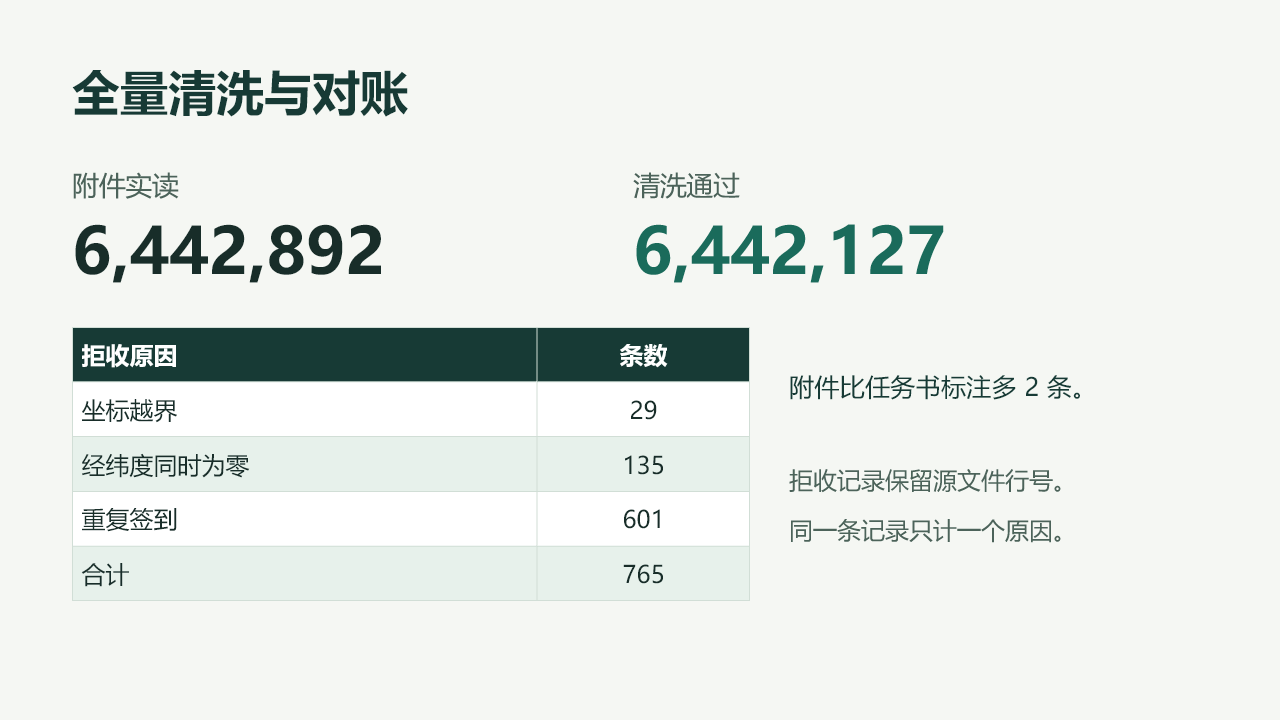 全量清洗与对账
附件实读
6,442,892
清洗通过
6,442,127
拒收原因 条数
坐标越界 29
经纬度同时为零 135
重复签到 601
合计 765
附件比任务书标注多 2 条。
拒收记录保留源文件行号。
同一条记录只计一个原因。